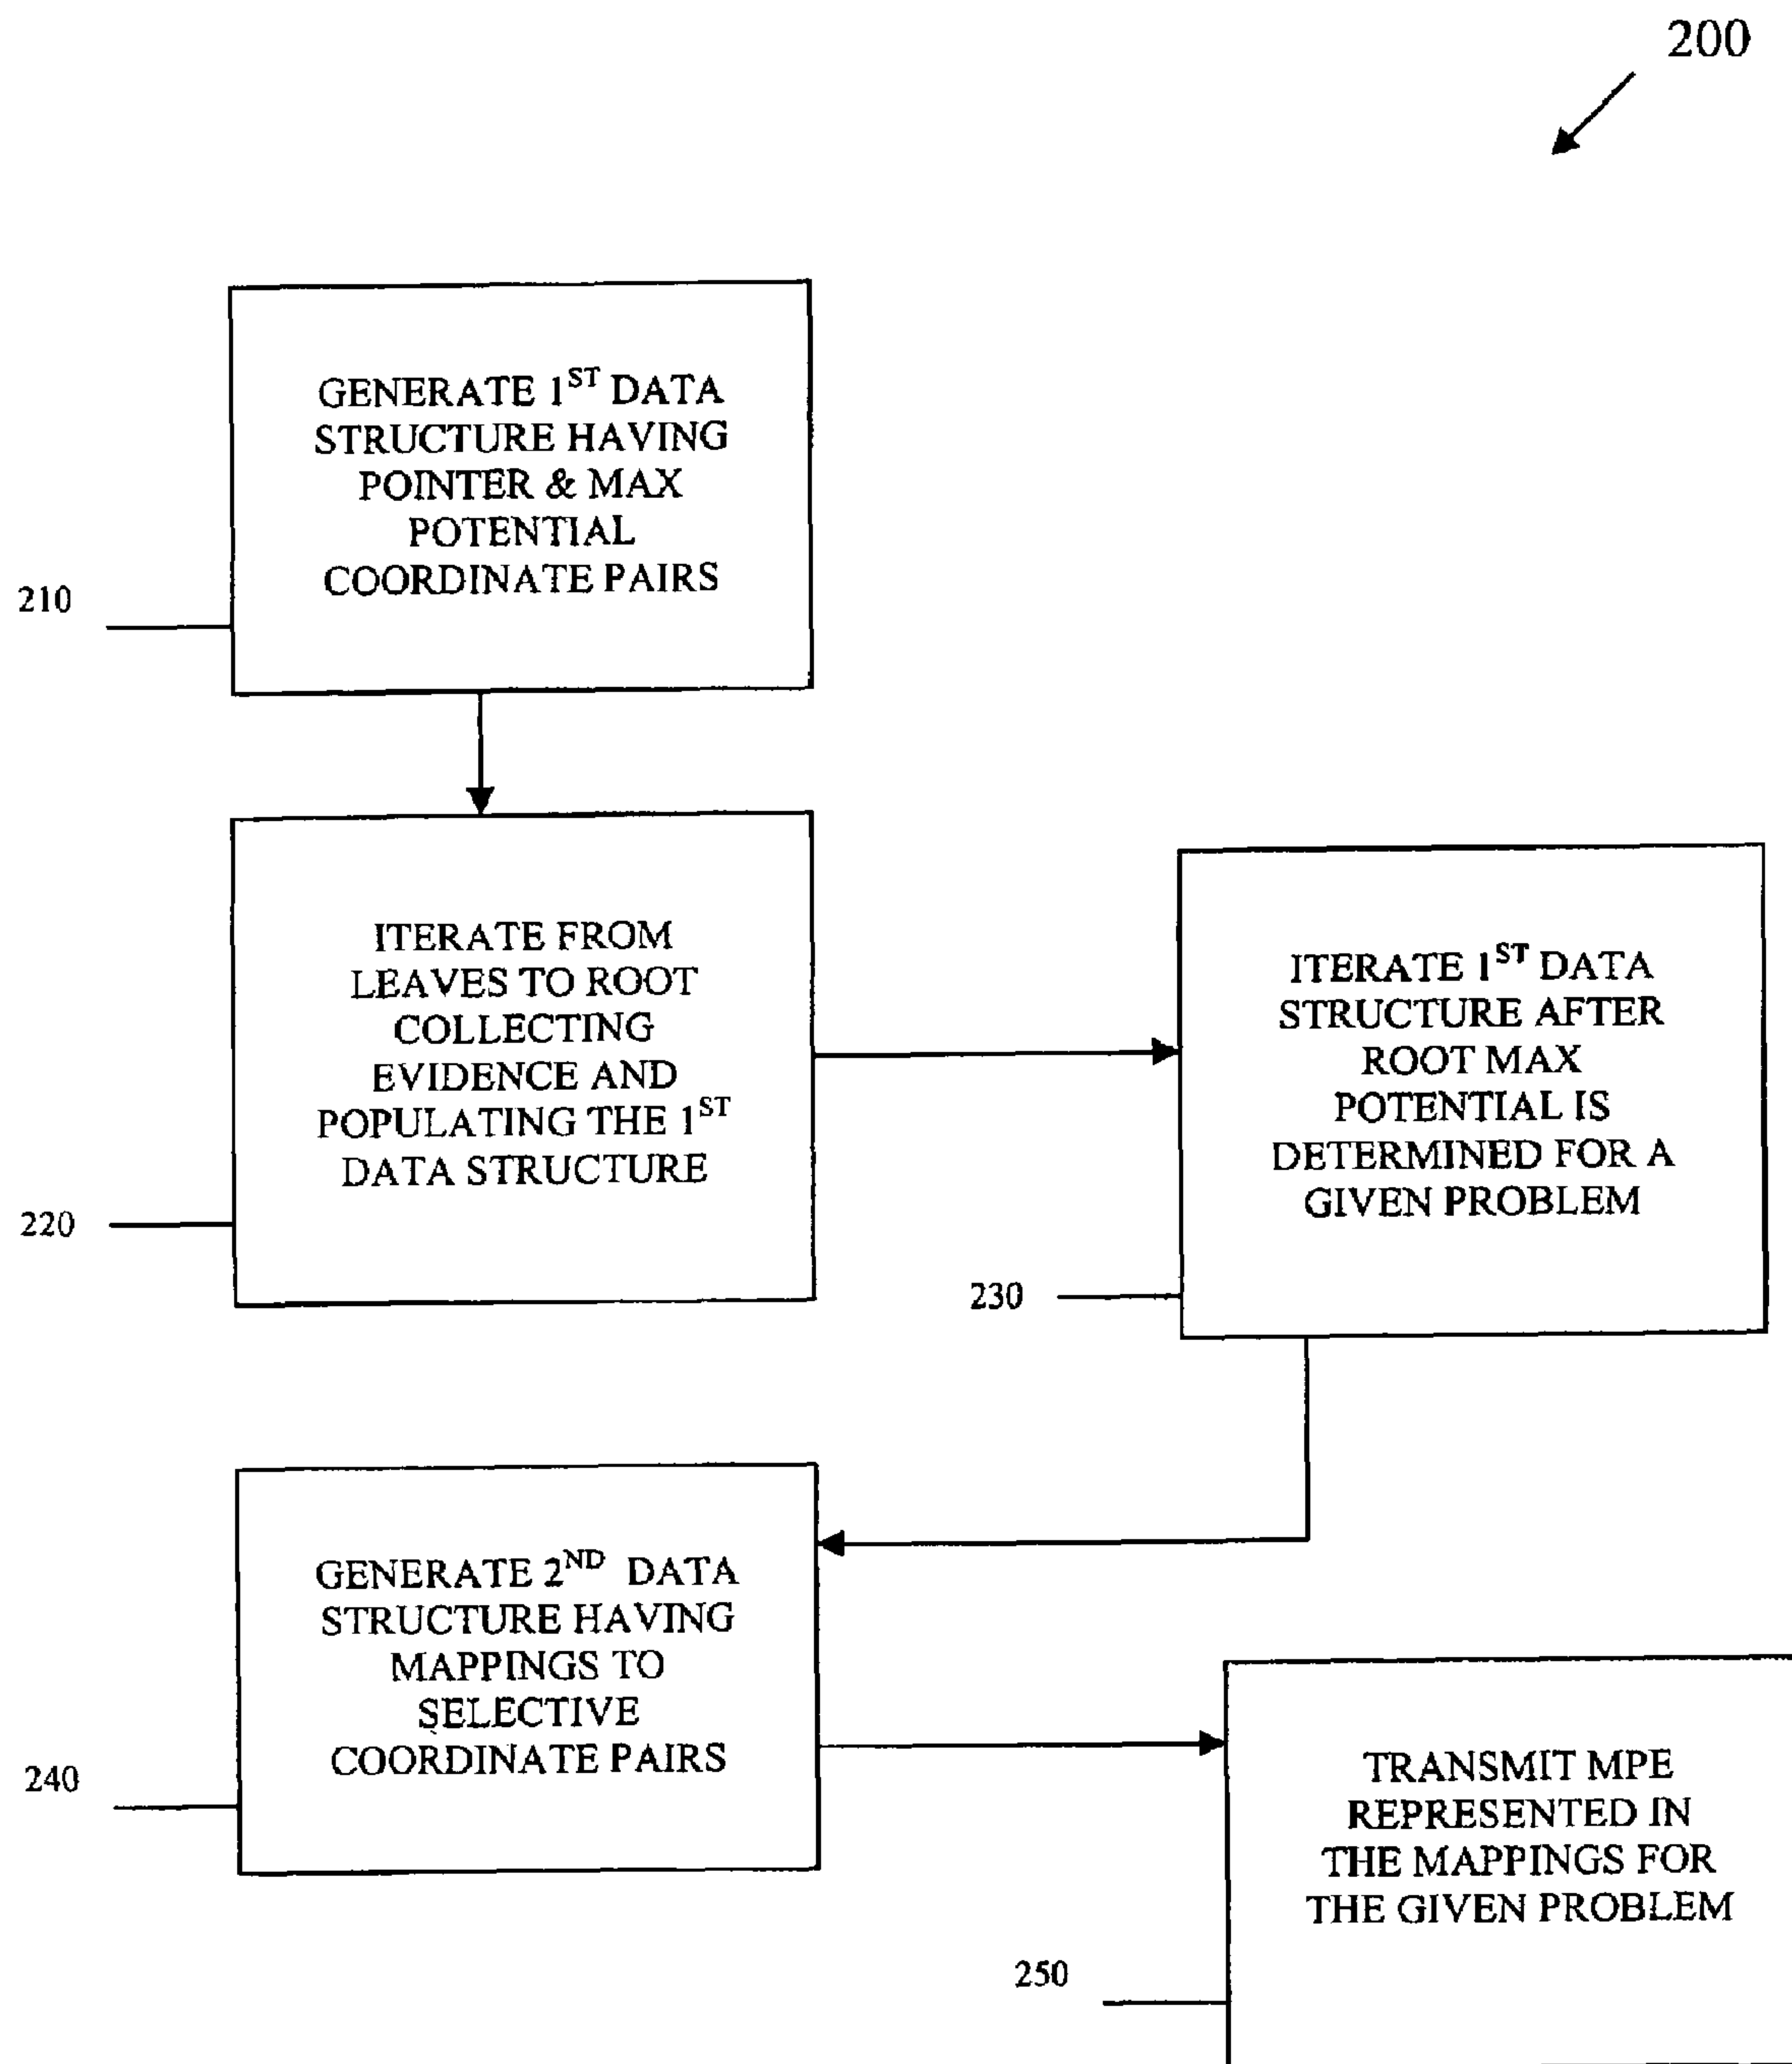 200
GENERATE 1ST DATA
STRUCTURE HAVING
POINTER & MAX
POTENTIAL
COORDINATE PAIRS
210
ITERATE FROM
LEAVES TO ROOT
COLLECTING
EVIDENCE AND
POPULATING THE 1ST
DATA STRUCTURE
220
ITERATE 1ST DATA
STRUCTURE AFTER
ROOT MAX
POTENTIAL IS
DETERMINED FOR A
GIVEN PROBLEM
230
GENERATE 2ND DATA
STRUCTURE HAVING
MAPPINGS TO
SELECTIVE
COORDINATE PAIRS
240
TRANSMIT MPE
REPRESENTED IN
THE MAPPINGS FOR
THE GIVEN PROBLEM
250